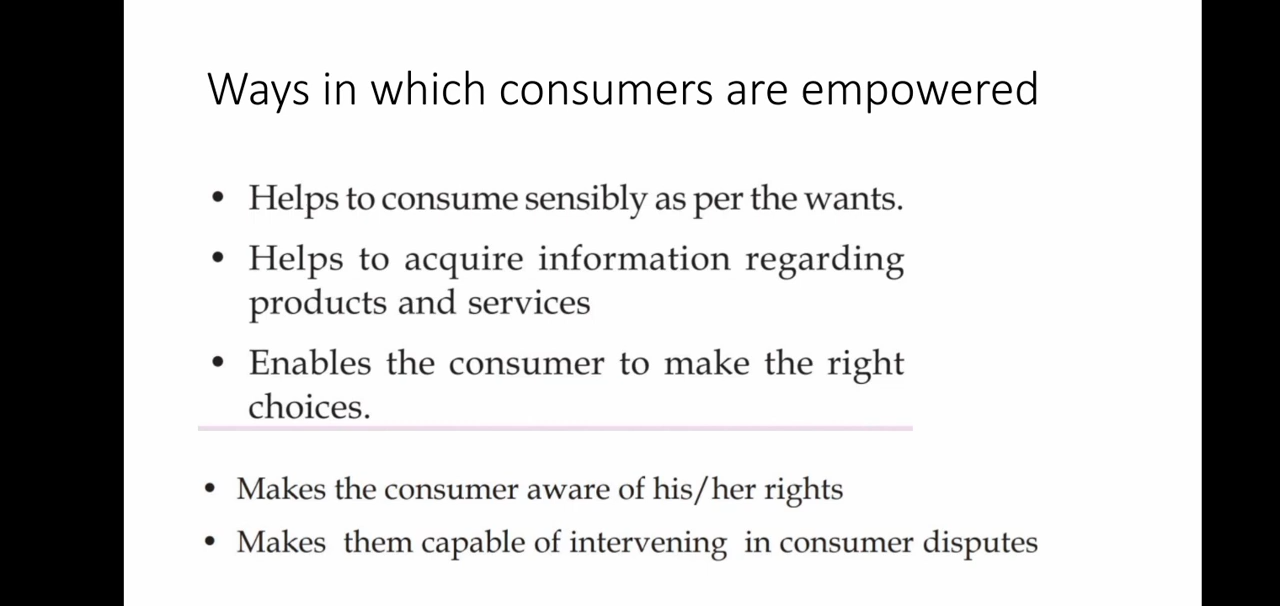 Ways in which consumers are empowered
• Helps to consume sensibly as per the wants.
• Helps to acquire information regarding
products and services
• Enables the consumer to make the right
choices.
• Makes the consumer aware of his/her rights
• Makes them capable of intervening in consumer disputes